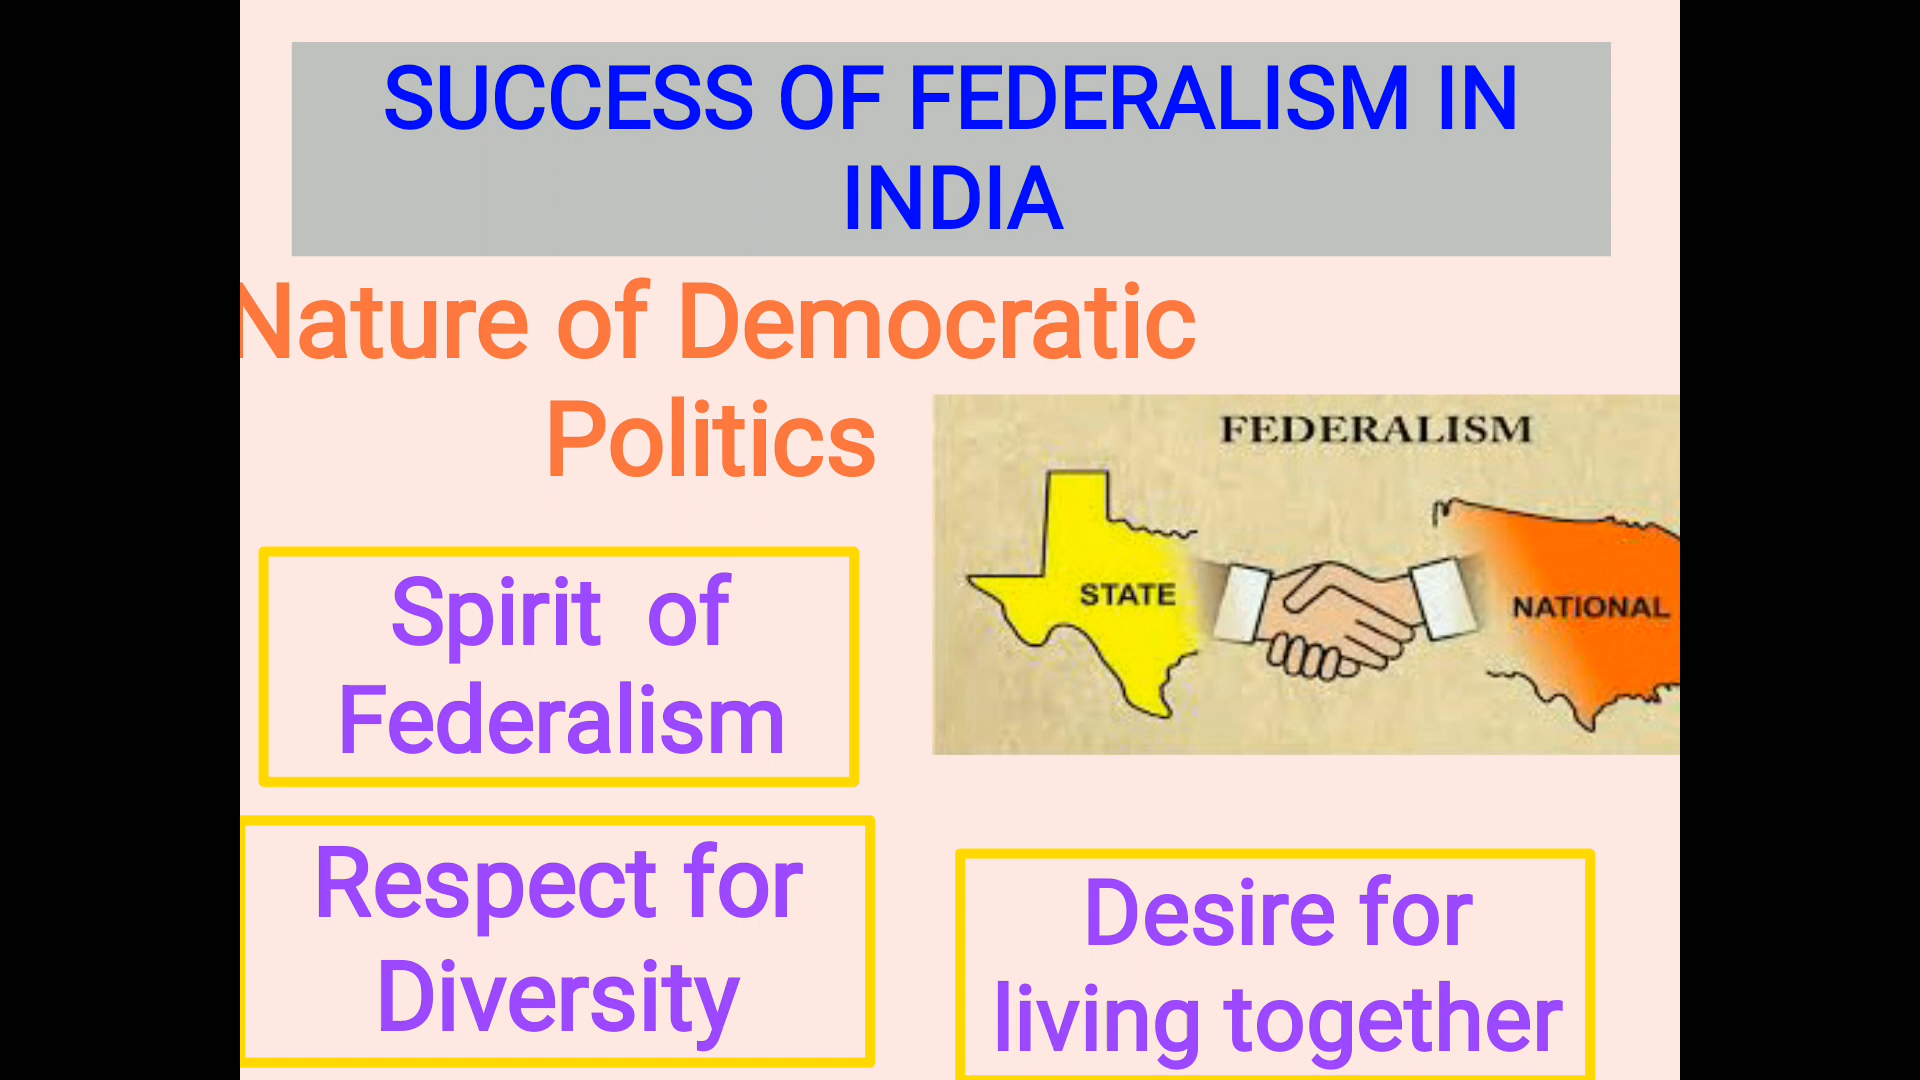 SUCCESS OF FEDERALISM IN
INDIA
Nature of Democratic
Politics
FEDERALISM
STATE
NATIONAL
Spirit of
Federalism
Respect for
Diversity
Desire for
living together